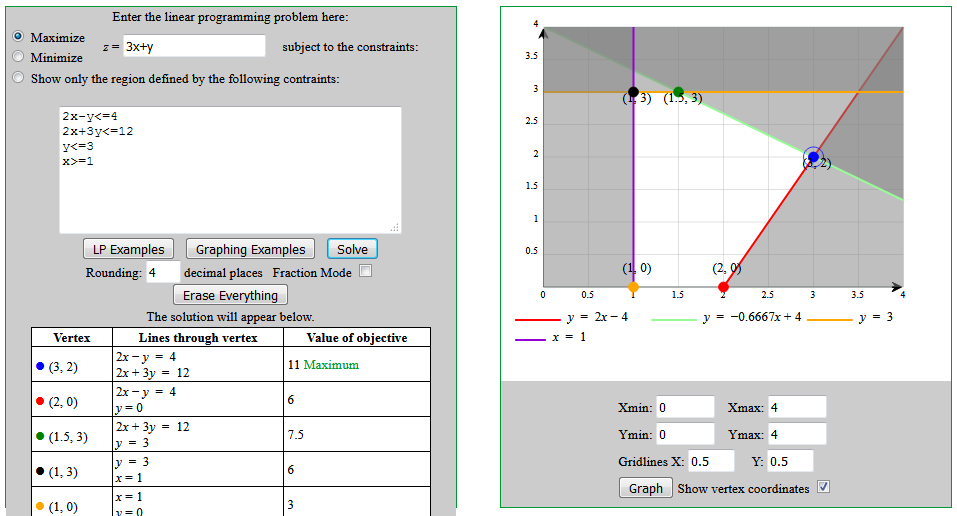 Enter the linear programming problem here:
Maximize
Minimize
z = 3x+y subject to the constraints:
Show only the region defined by the following contraints:
2x-y<=4
2x+3y<=12
y<=3
x>=1
LP Examples Graphing Examples Solve
Rounding: 4 decimal places Fraction Mode
Erase Everything
The solution will appear below.
Vertex Lines through vertex Value of objective
(3, 2) 2x − y = 4 11 Maximum
2x + 3y = 12
(2, 0) 2x − y = 4 6
y = 0
(1.5, 3) 2x + 3y = 12 7.5
y = 3
(1, 3) y = 3 6
x = 1
(1, 0) x = 1 3
y = 0
4
3.5
3
2.5
2
1.5
1
0.5
(1, 3) (1.5, 3)
(3, 2)
(1, 0) (2, 0)
0 0.5 1 1.5 2 2.5 3 3.5 4
y = 2x − 4 y = −0.6667x + 4 y = 3
x = 1
Xmin: 0 Xmax: 4
Ymin: 0 Ymax: 4
Gridlines X: 0.5 Y: 0.5
Graph Show vertex coordinates